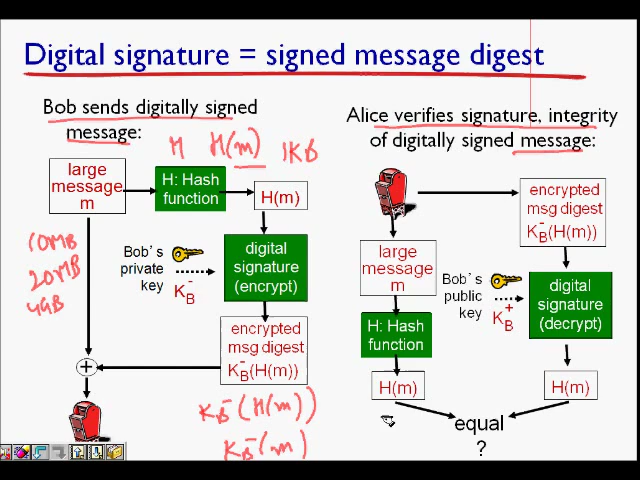 Digital signature = signed message digest
Bob sends digitally signed
message:
H H(m) 1KB
large
message
m
H: Hash
function
H(m)
10MB
20MB
4GB
Bob's
private
key
K_B^-
digital
signature
(encrypt)
encrypted
msg digest
K_B^-(H(m))
+
K_B^-(H(m))
K_B^-(m)
Alice verifies signature, integrity
of digitally signed message:
encrypted
msg digest
K_B^-(H(m))
large
message
m
H: Hash
function
H(m)
Bob's
public
key
K_B^+
digital
signature
(decrypt)
H(m)
equal
?